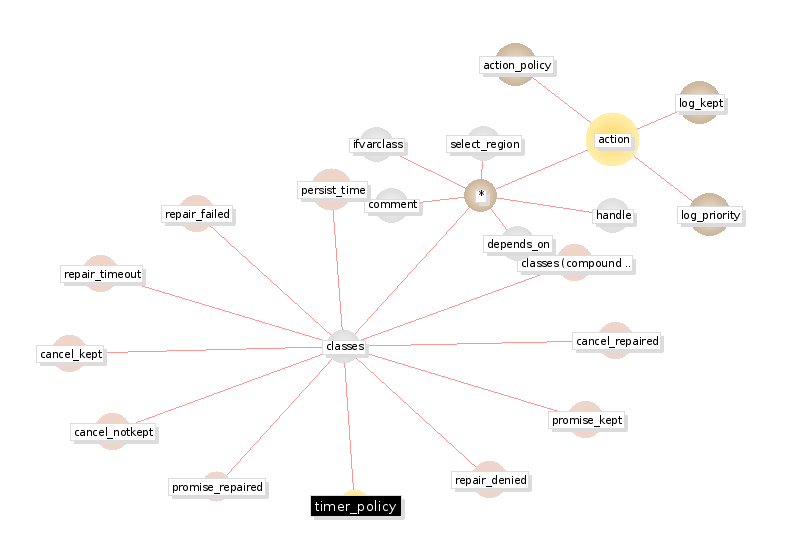 action_policy
log_kept
action
ifvarclass
select_region
persist_time
*
comment
repair_failed
handle
log_priority
depends_on
classes (compound ..
repair_timeout
cancel_repaired
classes
cancel_kept
promise_kept
cancel_notkept
repair_denied
promise_repaired
timer_policy